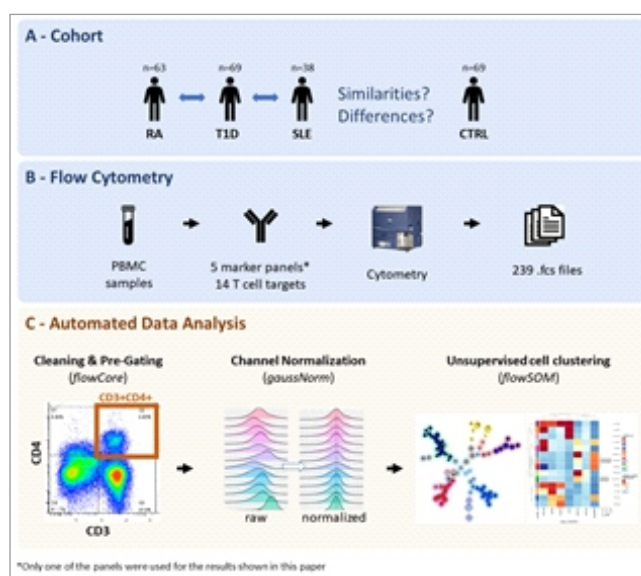 A - Cohort
n=63 n=69 n=38 n=69
Similarities?
Differences?
RA T1D SLE CTRL
B - Flow Cytometry
PBMC
samples
5 marker panels*
14 T cell targets
Cytometry
239 .fcs files
C - Automated Data Analysis
Cleaning & Pre-Gating
(flowCore)
Channel Normalization
(gaussNorm)
Unsupervised cell clustering
(flowSOM)
CD3+CD4+
CD4
CD3
raw normalized
*Only one of the panels were used for the results shown in this paper